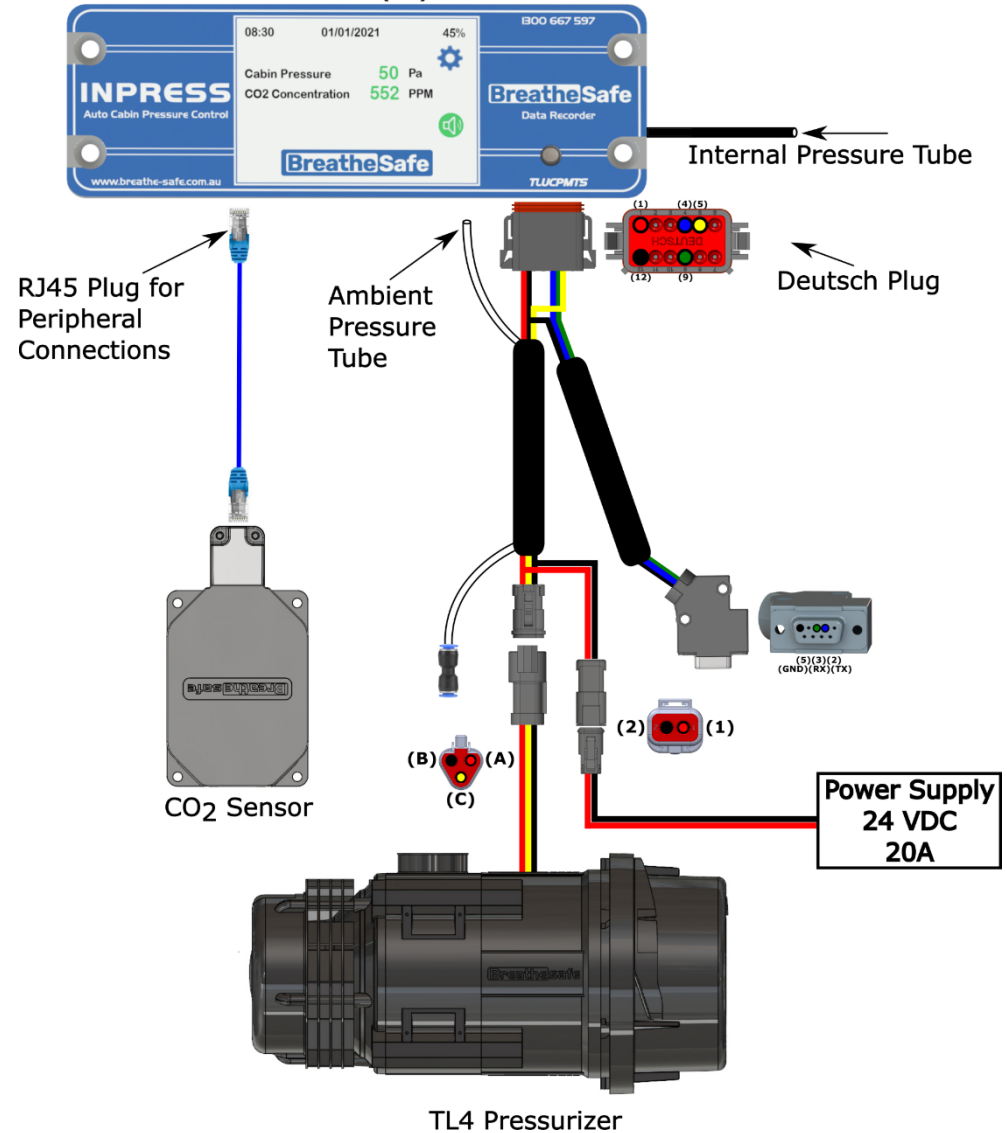 1300 667 597
08:30 01/01/2021 45%
Cabin Pressure 50 Pa
CO2 Concentration 552 PPM
INPRESS
Auto Cabin Pressure Control
BreatheSafe
Data Recorder
BreatheSafe
www.breathe-safe.com.au
TLUCPMTS
Internal Pressure Tube
(1) (4)(5)
DEUTSCH
(12) (9)
Deutsch Plug
RJ45 Plug for
Peripheral
Connections
Ambient
Pressure
Tube
(5)(3)(2)
(GND)(RX)(TX)
Breathesafe
CO2 Sensor
(B) (A)
(C)
(2) (1)
Power Supply
24 VDC
20A
Breathesafe
TL4 Pressurizer